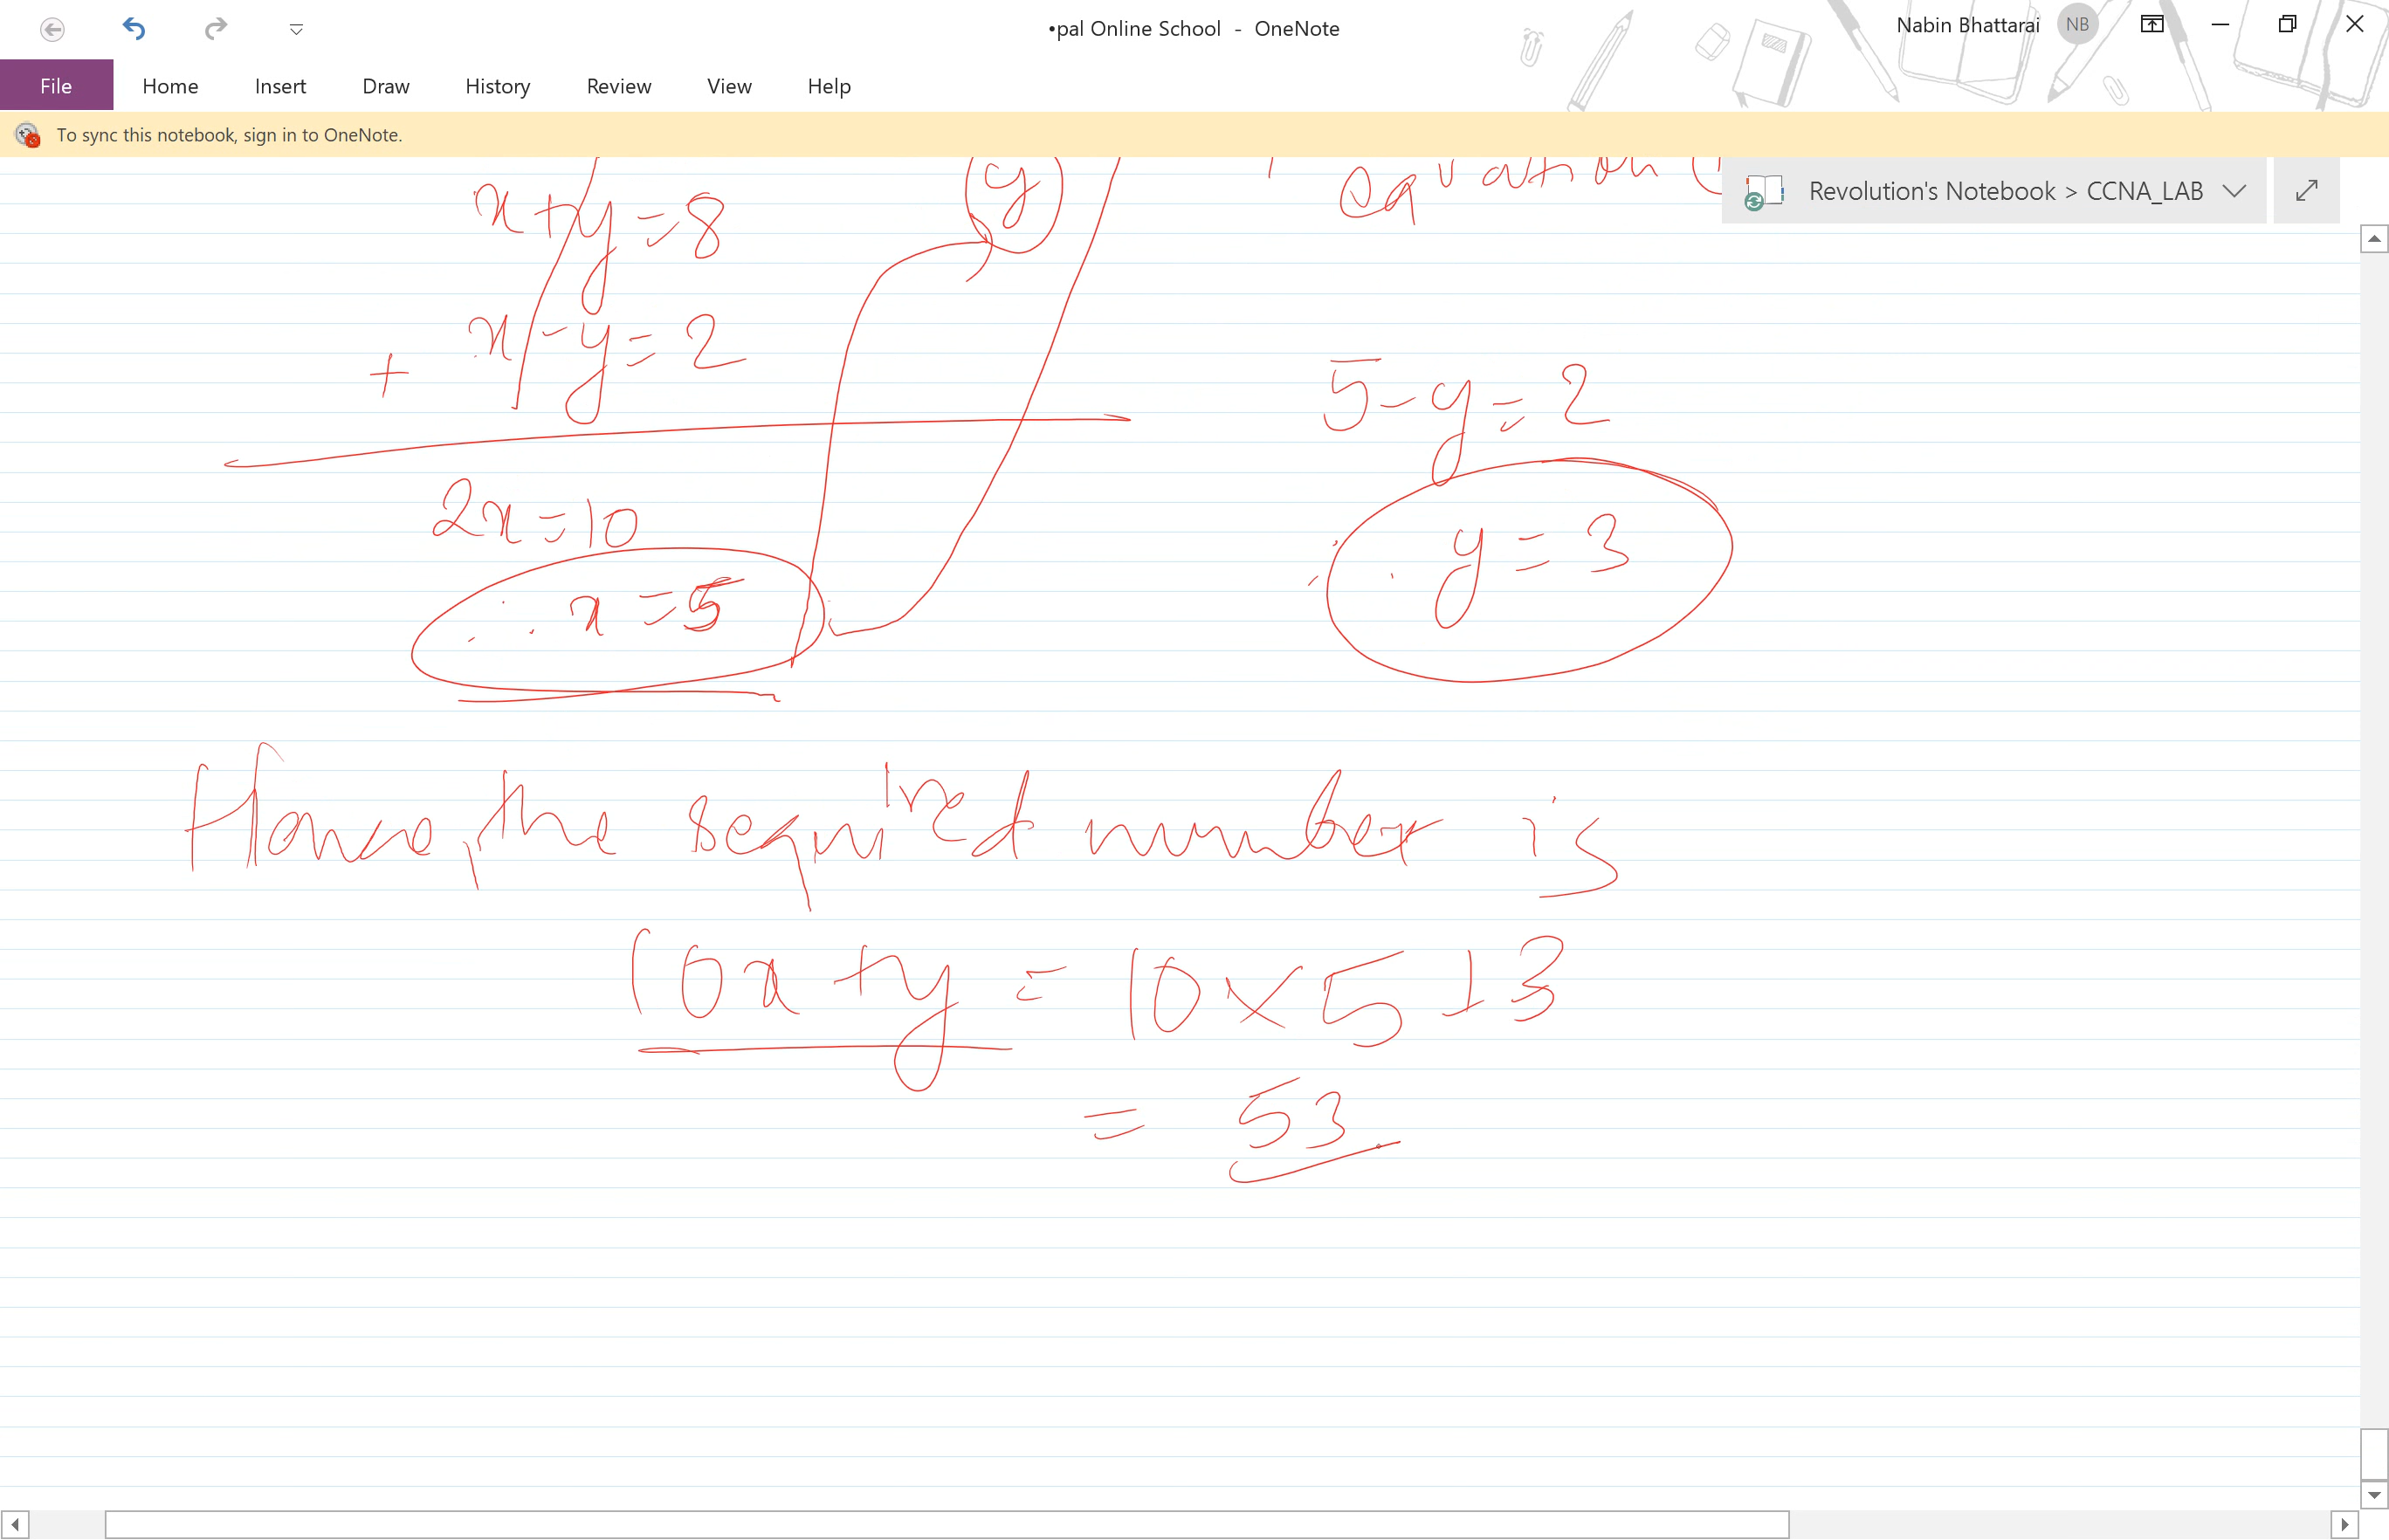 •pal Online School - OneNote
Nabin Bhattarai NB
File Home Insert Draw History Review View Help
To sync this notebook, sign in to OneNote.
Revolution's Notebook > CCNA_LAB
y
equation
x+y=8
x-y=2
+
5-y=2
2x=10
∴ x=5
∴ y=3
Hence, the required number is
10x+y = 10×5+3
= 53.